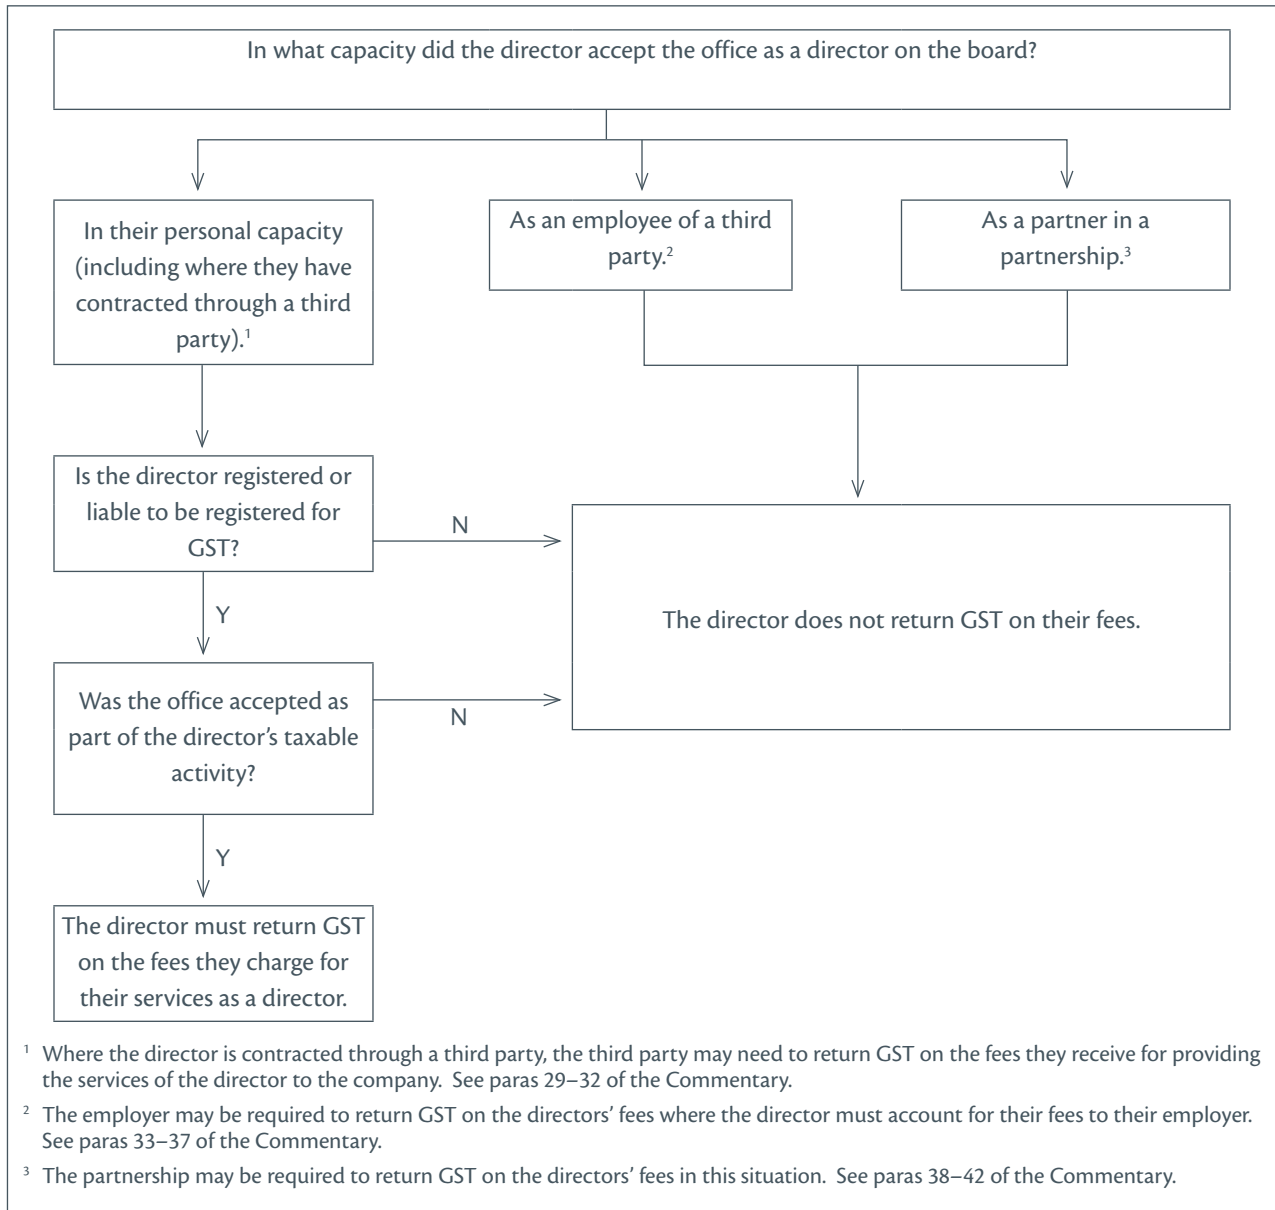 In what capacity did the director accept the office as a director on the board?
In their personal capacity
(including where they have
contracted through a third
party).¹
As an employee of a third
party.²
As a partner in a
partnership.³
Is the director registered or
liable to be registered for
GST?
N
Y
The director does not return GST on their fees.
Was the office accepted as
part of the director’s taxable
activity?
N
Y
The director must return GST
on the fees they charge for
their services as a director.
¹ Where the director is contracted through a third party, the third party may need to return GST on the fees they receive for providing
the services of the director to the company. See paras 29–32 of the Commentary.
² The employer may be required to return GST on the directors’ fees where the director must account for their fees to their employer.
See paras 33–37 of the Commentary.
³ The partnership may be required to return GST on the directors’ fees in this situation. See paras 38–42 of the Commentary.